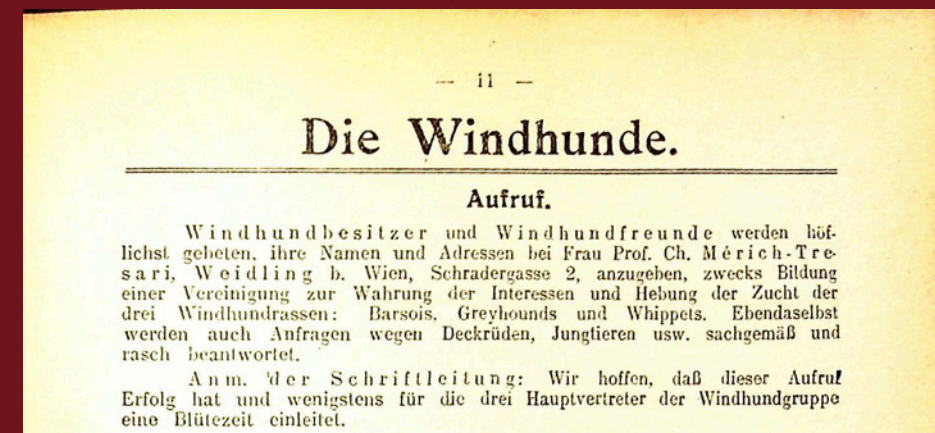 — 11 —
Die Windhunde.
Aufruf.
Windhundbesitzer und Windhundfreunde werden höf-
lichst gebeten, ihre Namen und Adressen bei Frau Prof. Ch. Mérich-Tre-
sari, Weidling b. Wien, Schradergasse 2, anzugeben, zwecks Bildung
einer Vereinigung zur Wahrung der Interessen und Hebung der Zucht der
drei Windhundrassen: Barsois, Greyhounds und Whippets. Ebendaselbst
werden auch Anfragen wegen Deckrüden, Jungtieren usw. sachgemäß und
rasch beantwortet.
Anm. der Schriftleitung: Wir hoffen, daß dieser Aufruf
Erfolg hat und wenigstens für die drei Hauptvertreter der Windhundgruppe
eine Blütezeit einleitet.